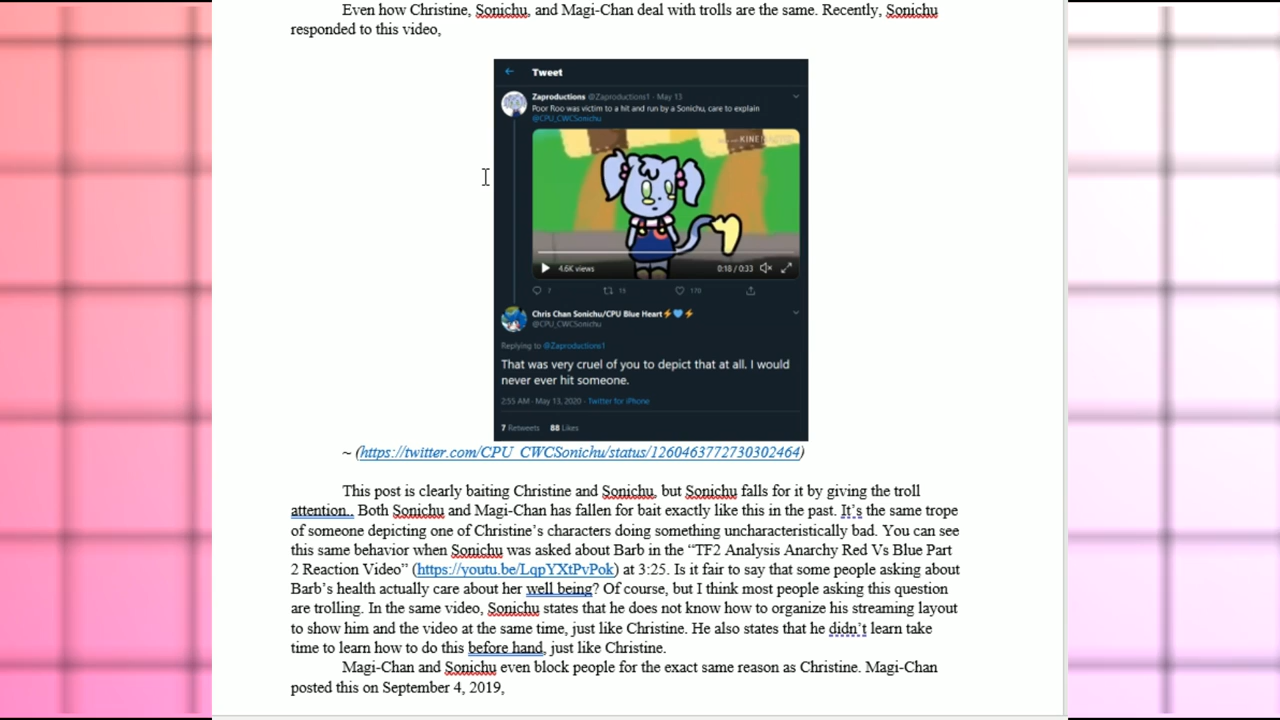 Even how Christine, Sonichu, and Magi-Chan deal with trolls are the same. Recently, Sonichu
responded to this video,
Tweet
Zaproductions @Zaproductions1 · May 13
Poor Roo was victim to a hit and run by a Sonichu, care to explain
@CPU_CWCSonichu
4.6K views
0:18 / 0:33
7 15 170
Chris Chan Sonichu/CPU Blue Heart⚡💙⚡
@CPU_CWCSonichu
Replying to @Zaproductions1
That was very cruel of you to depict that at all. I would
never ever hit someone.
2:55 AM · May 13, 2020 · Twitter for iPhone
7 Retweets 88 Likes
~ (https://twitter.com/CPU_CWCSonichu/status/1260463772730302464)
This post is clearly baiting Christine and Sonichu, but Sonichu falls for it by giving the troll
attention.. Both Sonichu and Magi-Chan has fallen for bait exactly like this in the past. It's the same trope
of someone depicting one of Christine's characters doing something uncharacteristically bad. You can see
this same behavior when Sonichu was asked about Barb in the “TF2 Analysis Anarchy Red Vs Blue Part
2 Reaction Video” (https://youtu.be/LqpYXtPvPok) at 3:25. Is it fair to say that some people asking about
Barb's health actually care about her well being? Of course, but I think most people asking this question
are trolling. In the same video, Sonichu states that he does not know how to organize his streaming layout
to show him and the video at the same time, just like Christine. He also states that he didn't learn take
time to learn how to do this before hand, just like Christine.
Magi-Chan and Sonichu even block people for the exact same reason as Christine. Magi-Chan
posted this on September 4, 2019,